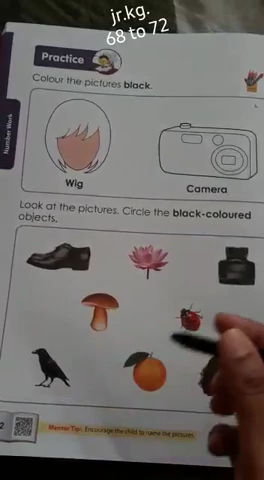 jr.kg.
68 to 72
Practice
Colour the pictures black.
Number Work
Wig
Camera
Look at the pictures. Circle the black-coloured
objects.
2
Mentor Tip: Encourage the child to name the pictures